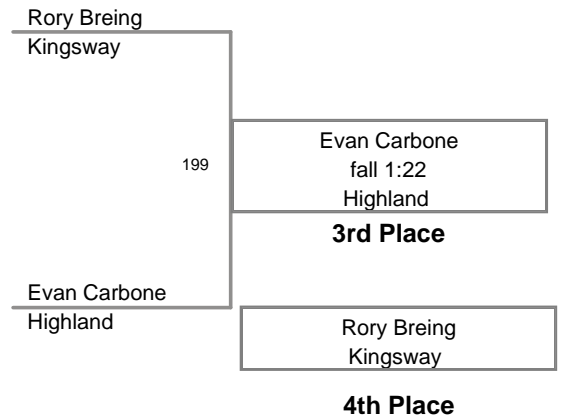 Rory Breing
Kingsway
199
Evan Carbone
fall 1:22
Highland
3rd Place
Evan Carbone
Highland
Rory Breing
Kingsway
4th Place